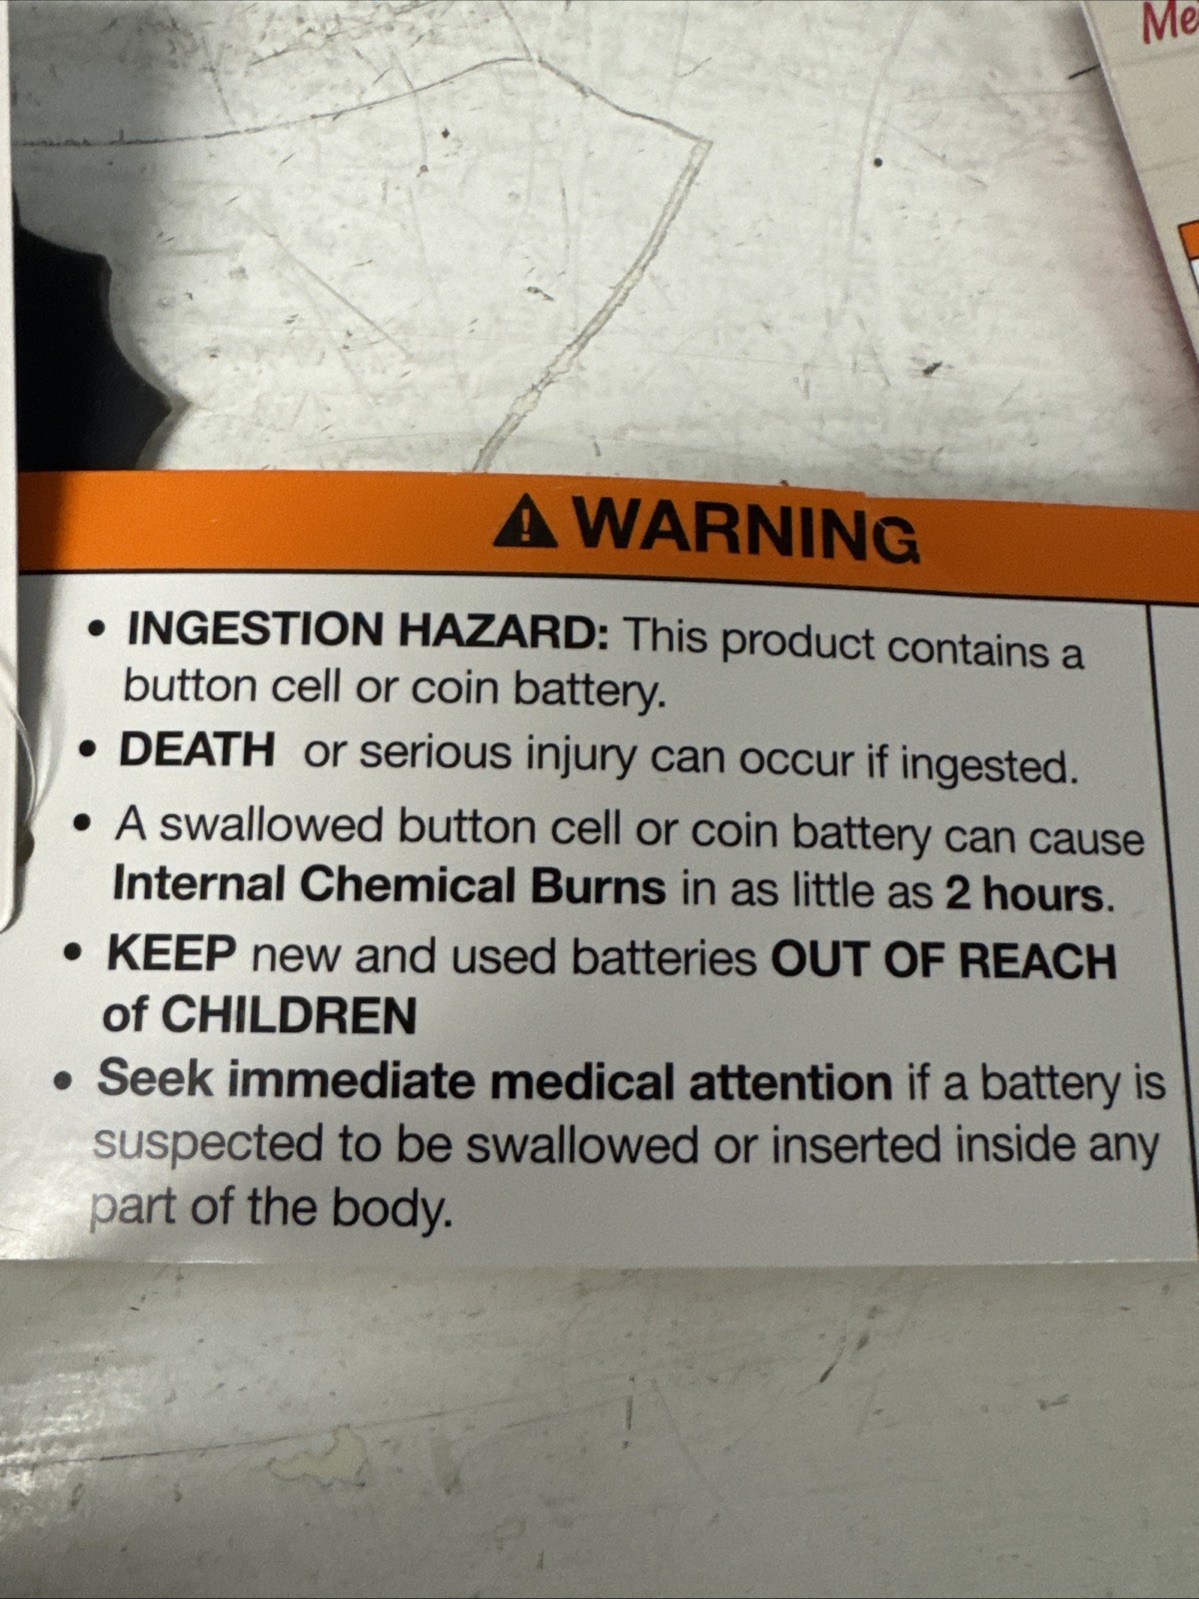 Me
WARNING
• INGESTION HAZARD: This product contains a
button cell or coin battery.
• DEATH or serious injury can occur if ingested.
• A swallowed button cell or coin battery can cause
Internal Chemical Burns in as little as 2 hours.
• KEEP new and used batteries OUT OF REACH
of CHILDREN
• Seek immediate medical attention if a battery is
suspected to be swallowed or inserted inside any
part of the body.